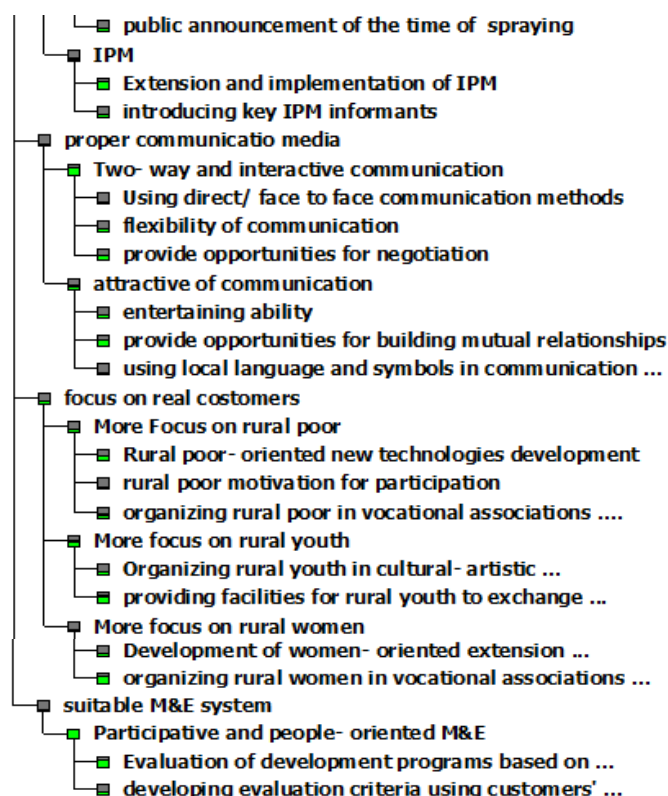 public announcement of the time of spraying
IPM
Extension and implementation of IPM
introducing key IPM informants
proper communicatio media
Two- way and interactive communication
Using direct/ face to face communication methods
flexibility of communication
provide opportunities for negotiation
attractive of communication
entertaining ability
provide opportunities for building mutual relationships
using local language and symbols in communication ...
focus on real costomers
More Focus on rural poor
Rural poor- oriented new technologies development
rural poor motivation for participation
organizing rural poor in vocational associations ....
More focus on rural youth
Organizing rural youth in cultural- artistic ...
providing facilities for rural youth to exchange ...
More focus on rural women
Development of women- oriented extension ...
organizing rural women in vocational associations ...
suitable M&E system
Participative and people- oriented M&E
Evaluation of development programs based on ...
developing evaluation criteria using customers' ...